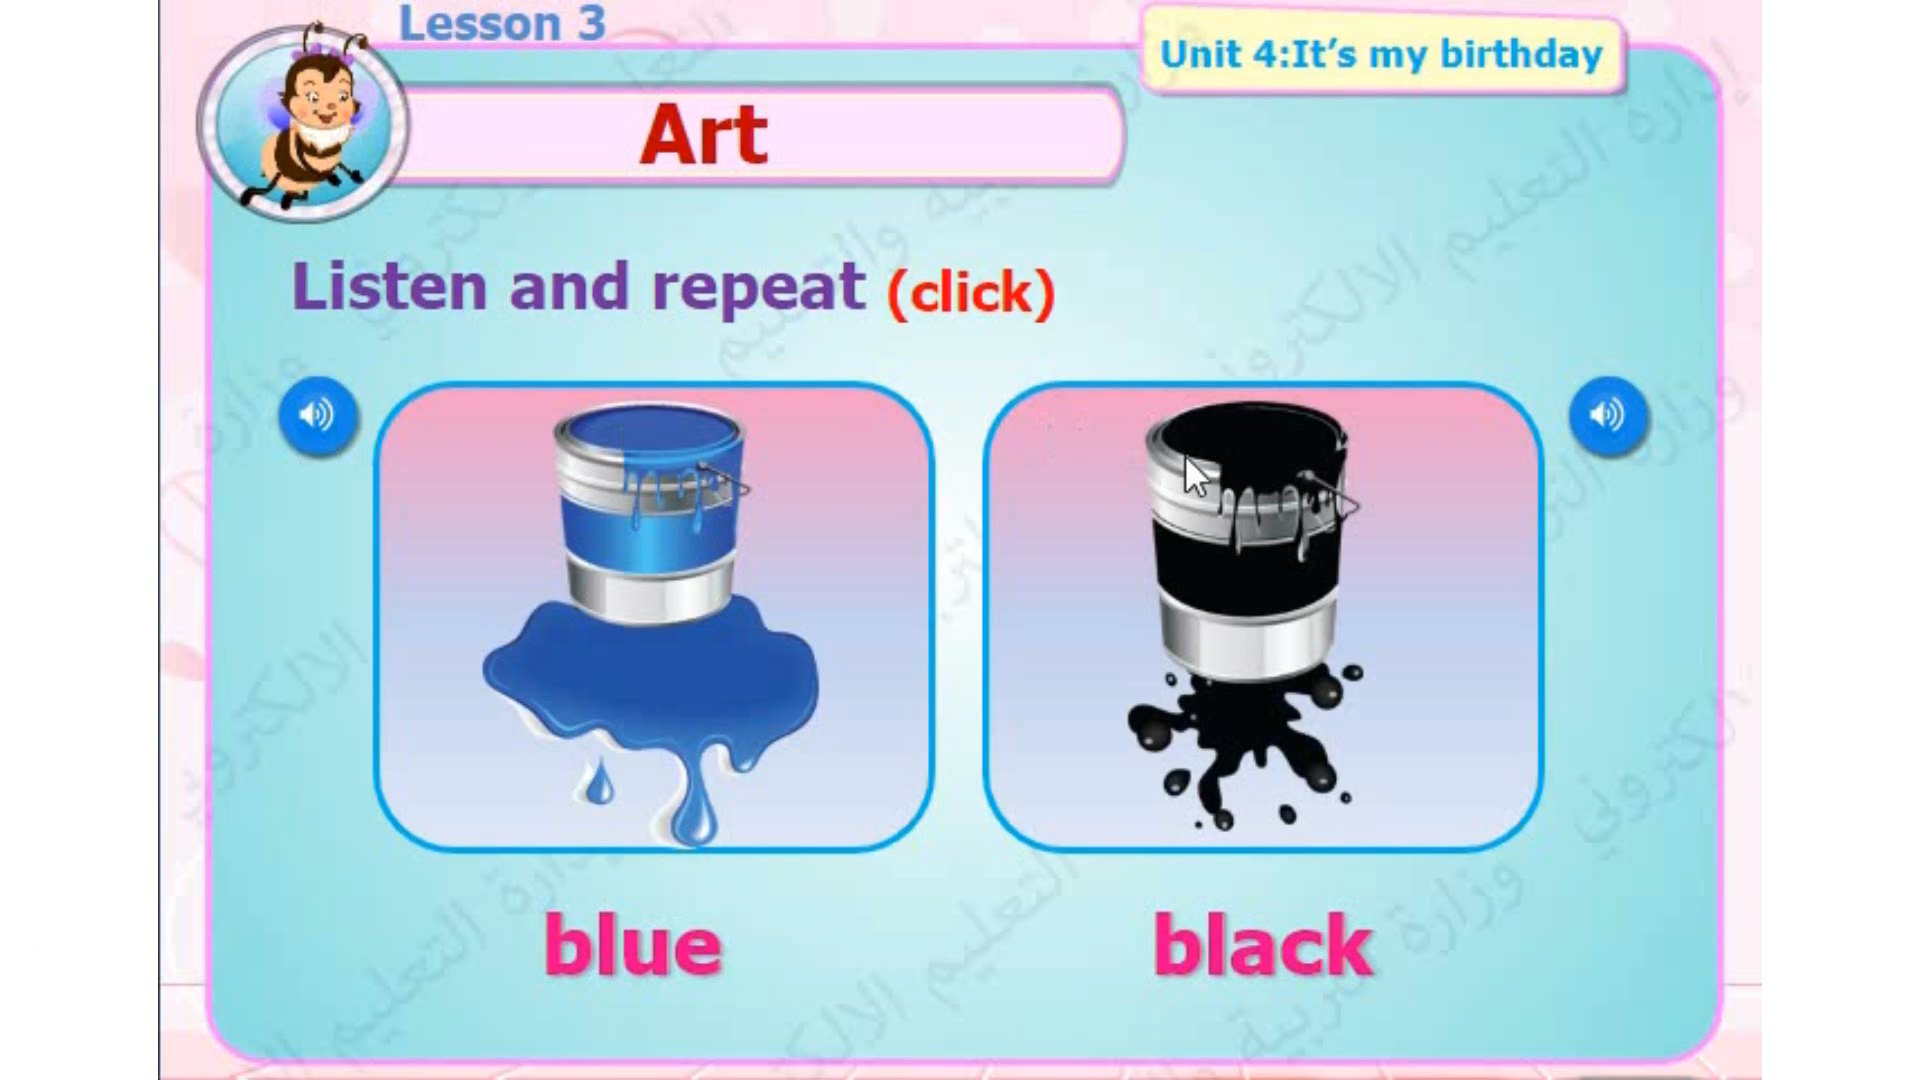 Lesson 3
Unit 4:It's my birthday
Art
Listen and repeat (click)
blue
black